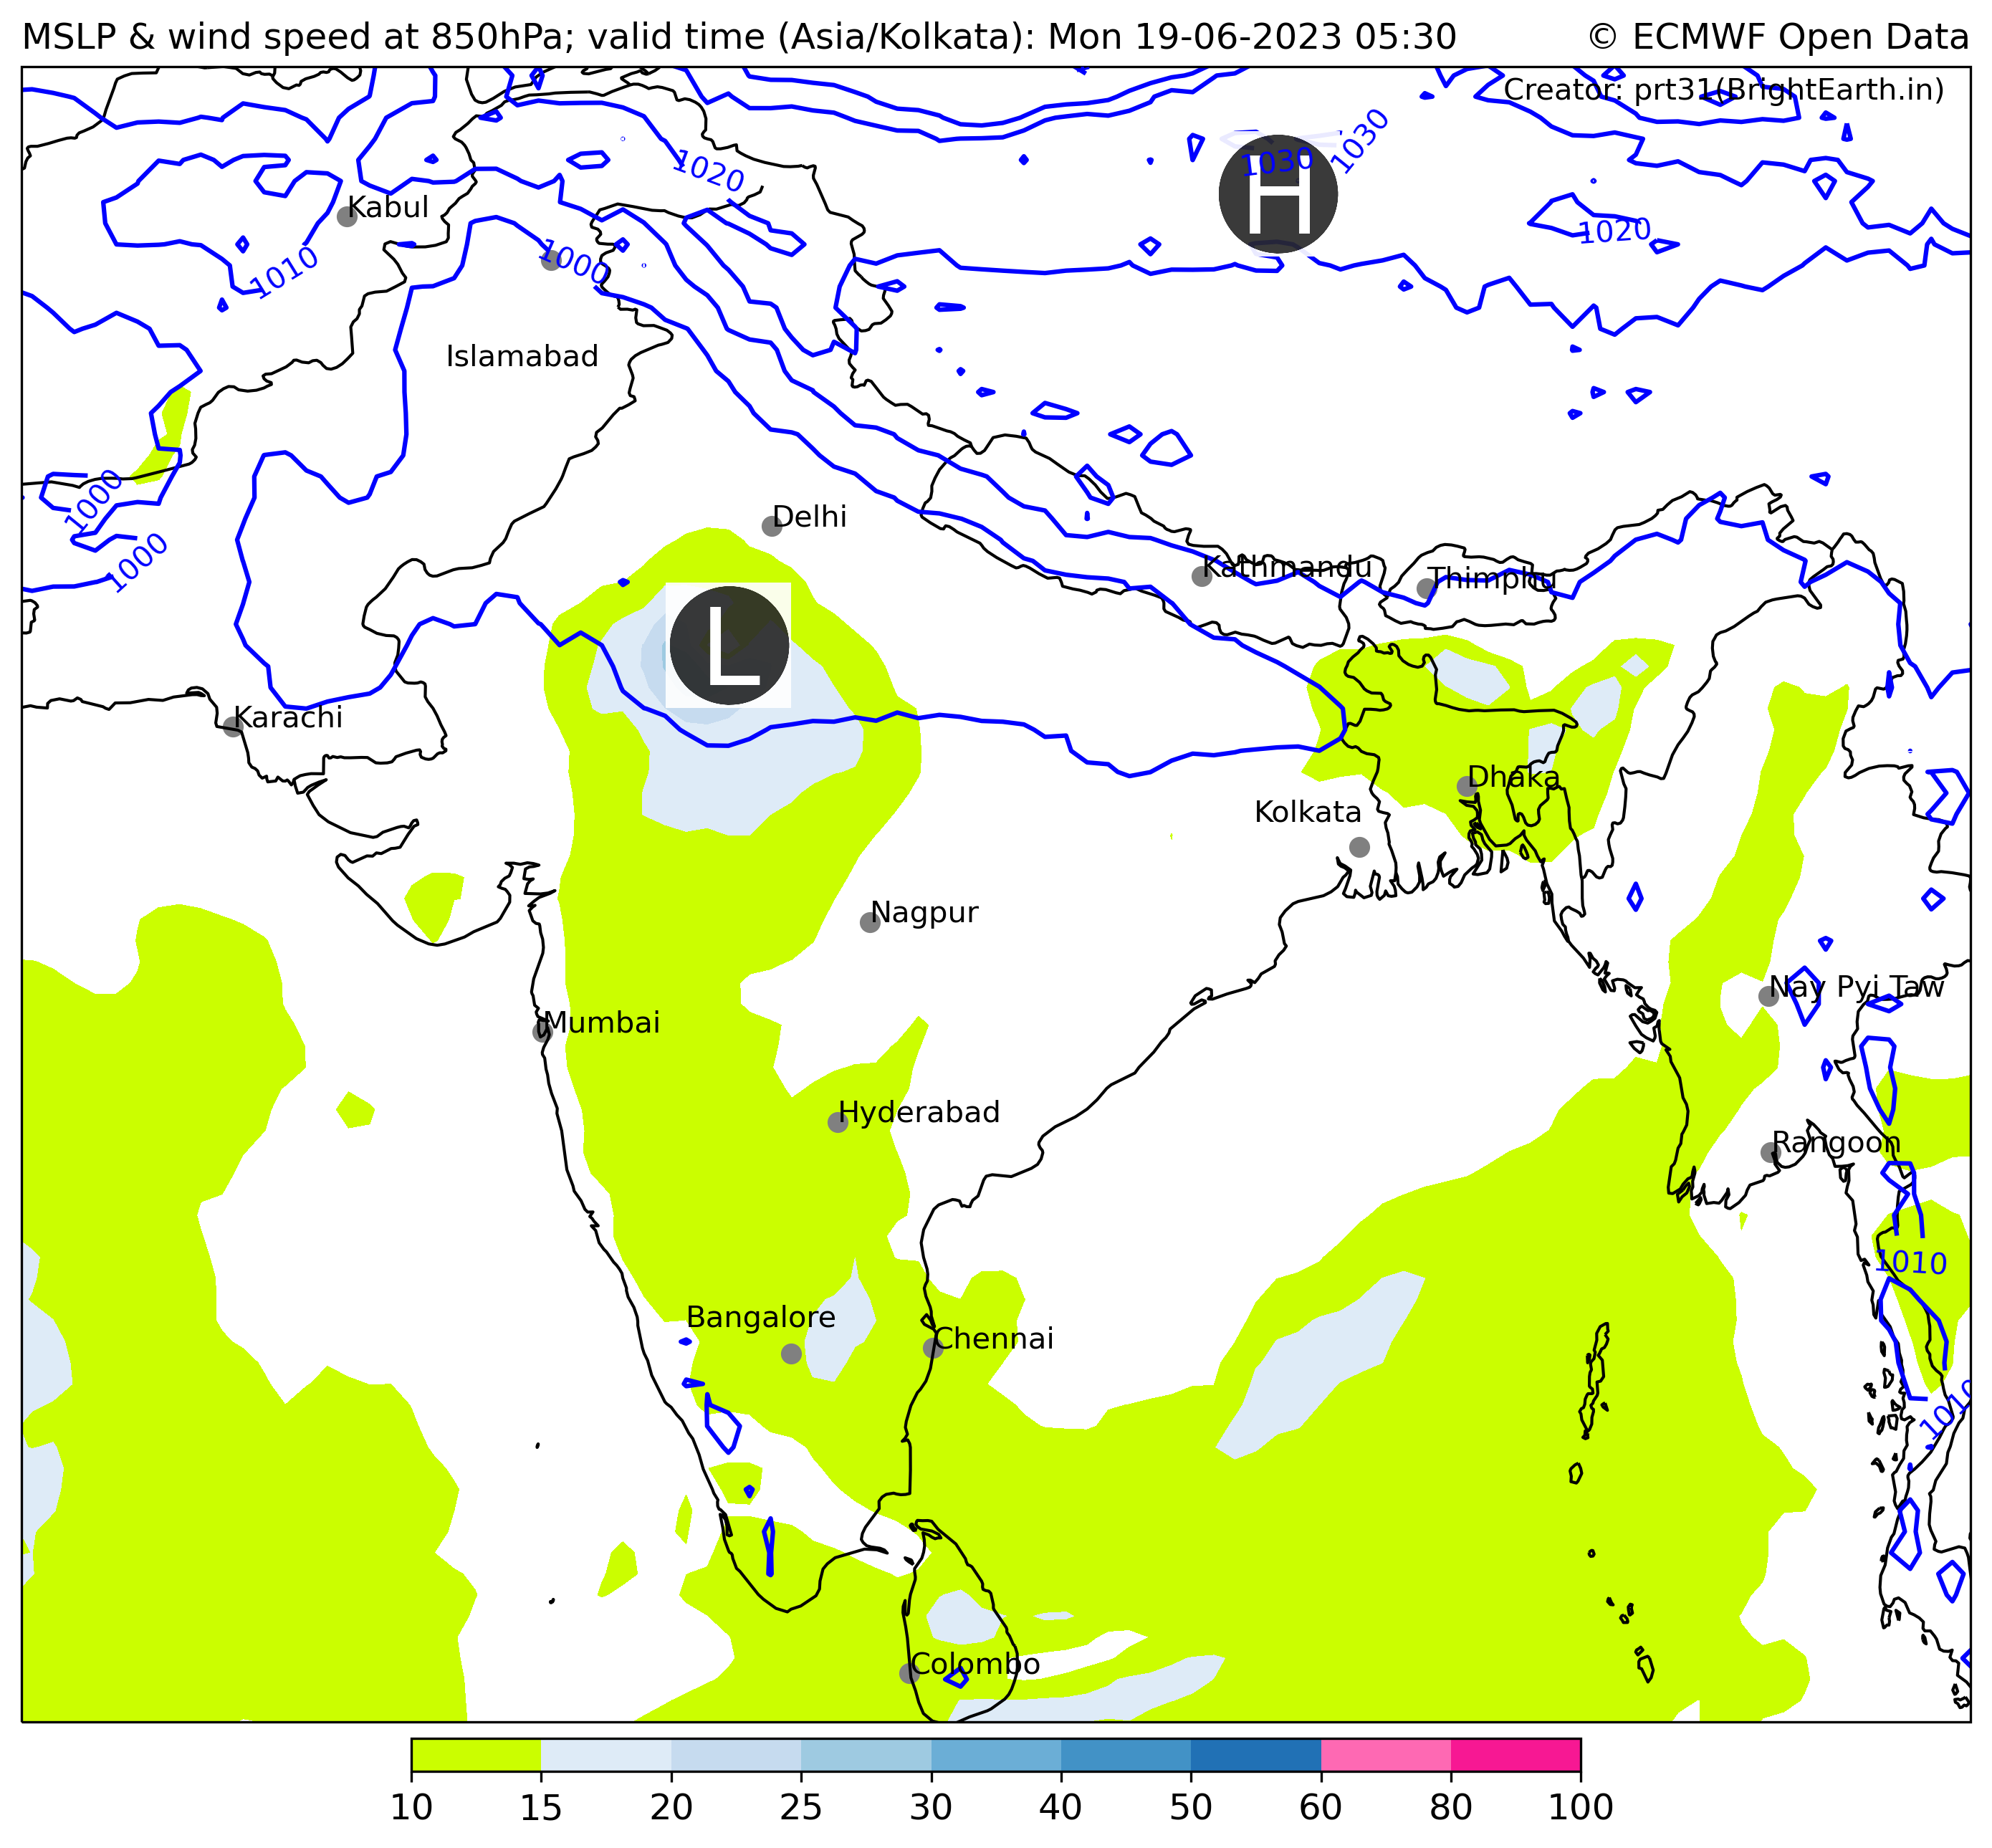 MSLP & wind speed at 850hPa; valid time (Asia/Kolkata): Mon 19-06-2023 05:30
© ECMWF Open Data
Creator: prt31(BrightEarth.in)
1030
1030
H
1020
Kabul
1020
1000
1010
Islamabad
1000
Delhi
1000
Kathmandu
Thimphu
L
Karachi
Dhaka
Kolkata
Nagpur
Nay Pyi Taw
Mumbai
Hyderabad
Rangoon
1010
Bangalore
Chennai
1010
Colombo
10 15 20 25 30 40 50 60 80 100